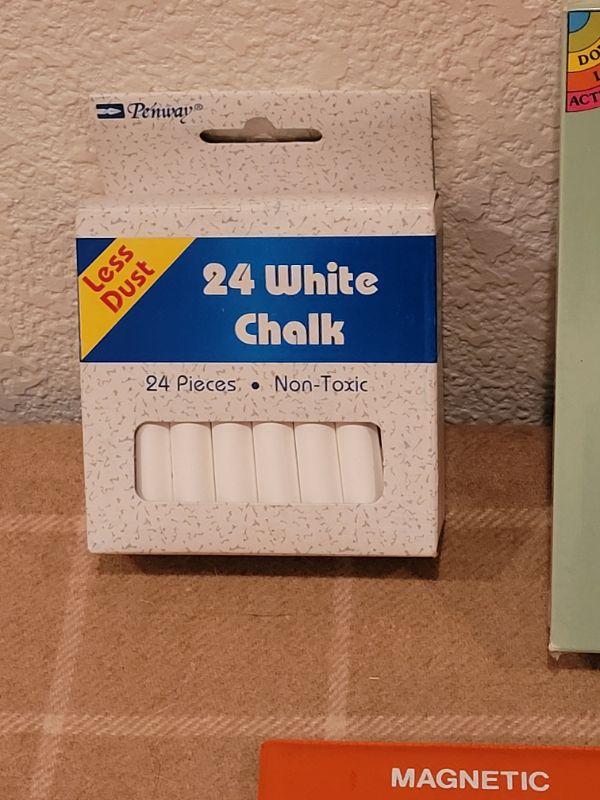 Penway®
Less
Dust
24 White
Chalk
24 Pieces • Non-Toxic
MAGNETIC